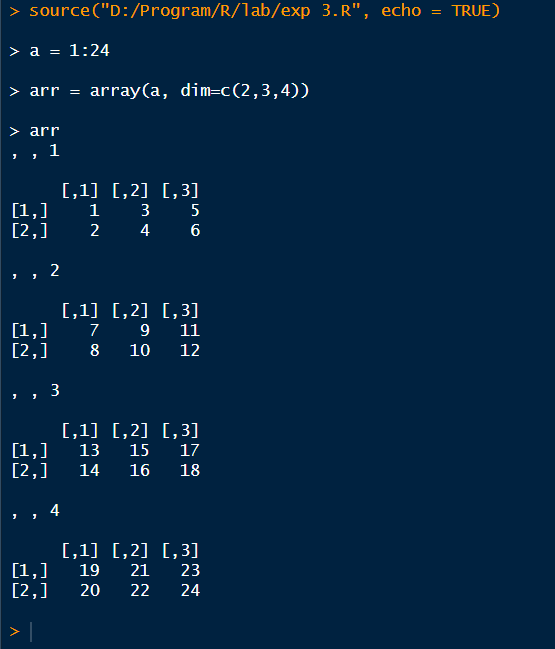 > source("D:/Program/R/lab/exp 3.R", echo = TRUE)
> a = 1:24
> arr = array(a, dim=c(2,3,4))
> arr
, , 1
     [,1] [,2] [,3]
[1,]    1    3    5
[2,]    2    4    6
, , 2
     [,1] [,2] [,3]
[1,]    7    9   11
[2,]    8   10   12
, , 3
     [,1] [,2] [,3]
[1,]   13   15   17
[2,]   14   16   18
, , 4
     [,1] [,2] [,3]
[1,]   19   21   23
[2,]   20   22   24
>